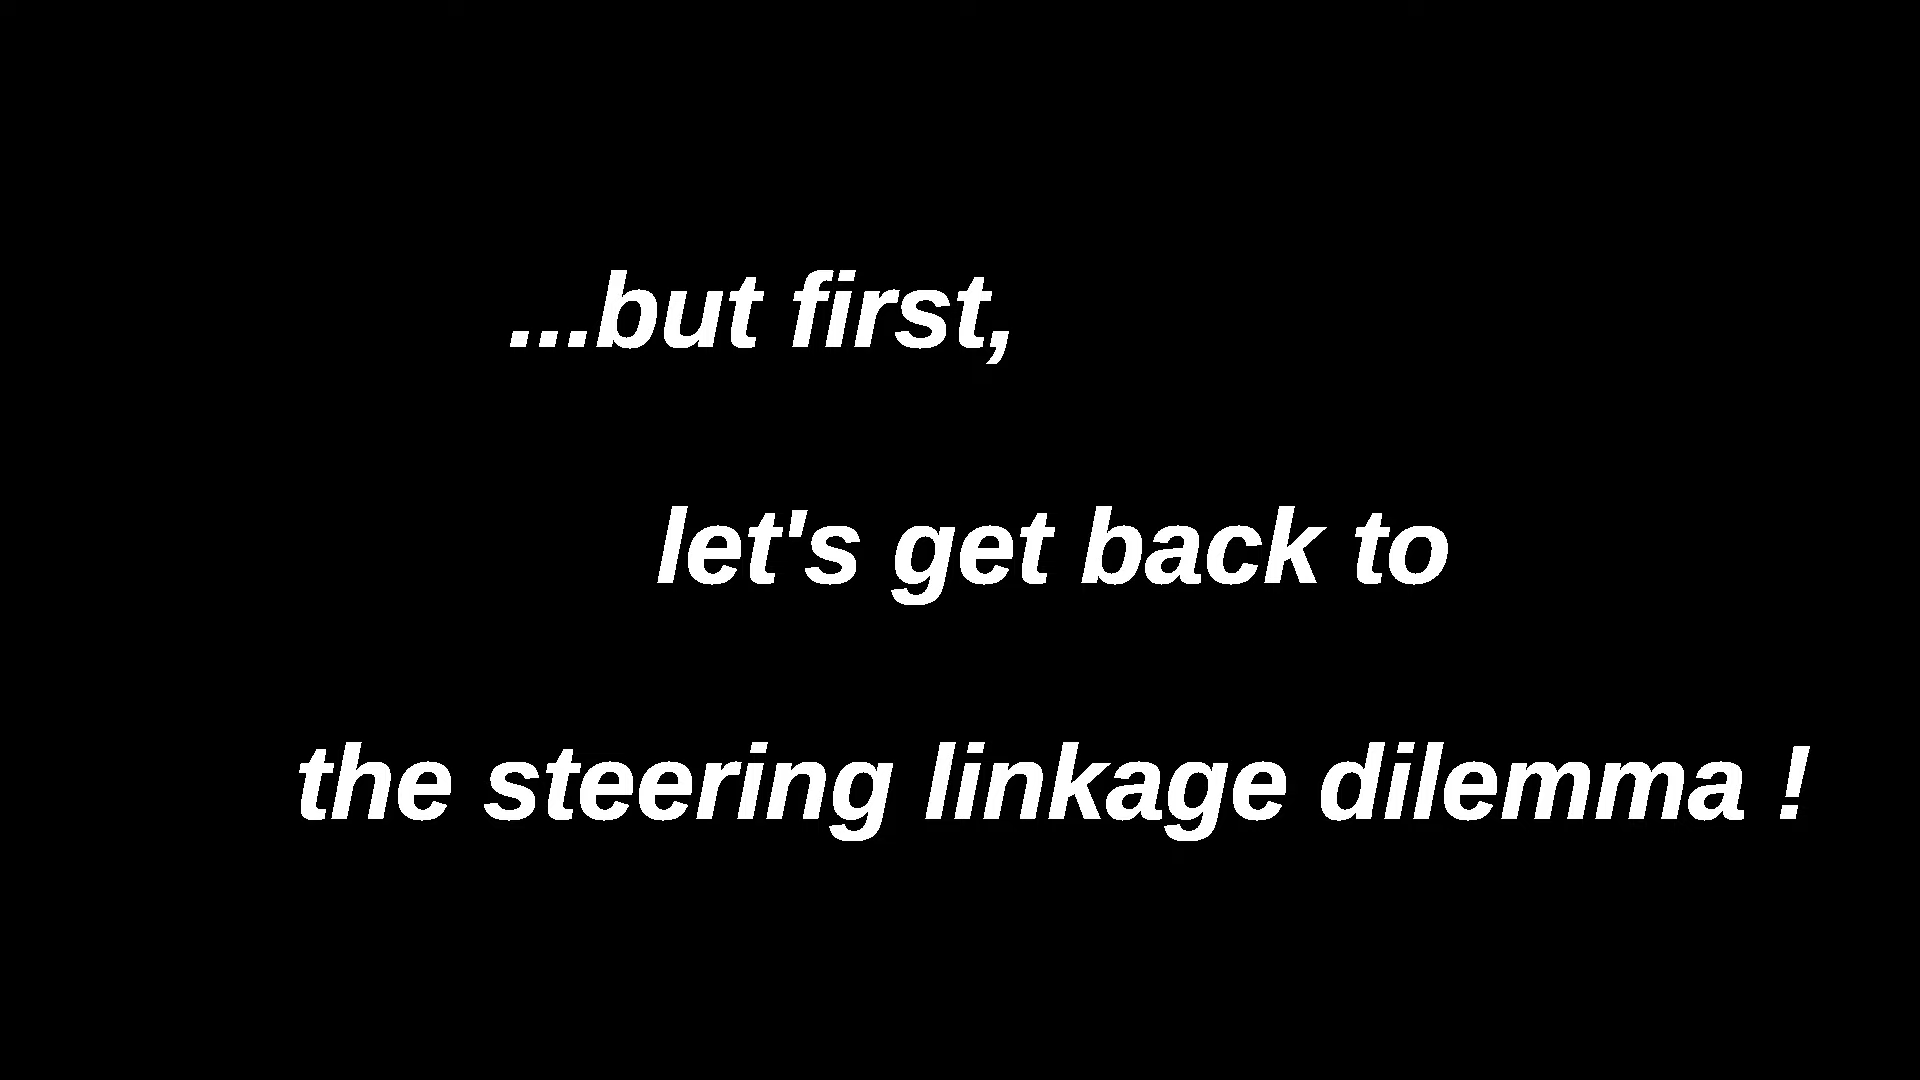 ...but first,
let's get back to
the steering linkage dilemma !